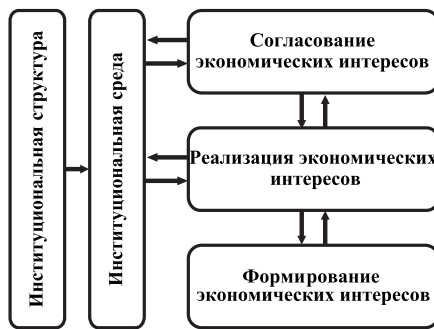 Институциональная структура
Институциональная среда
Согласование
экономических интересов
Реализация экономических
интересов
Формирование
экономических интересов